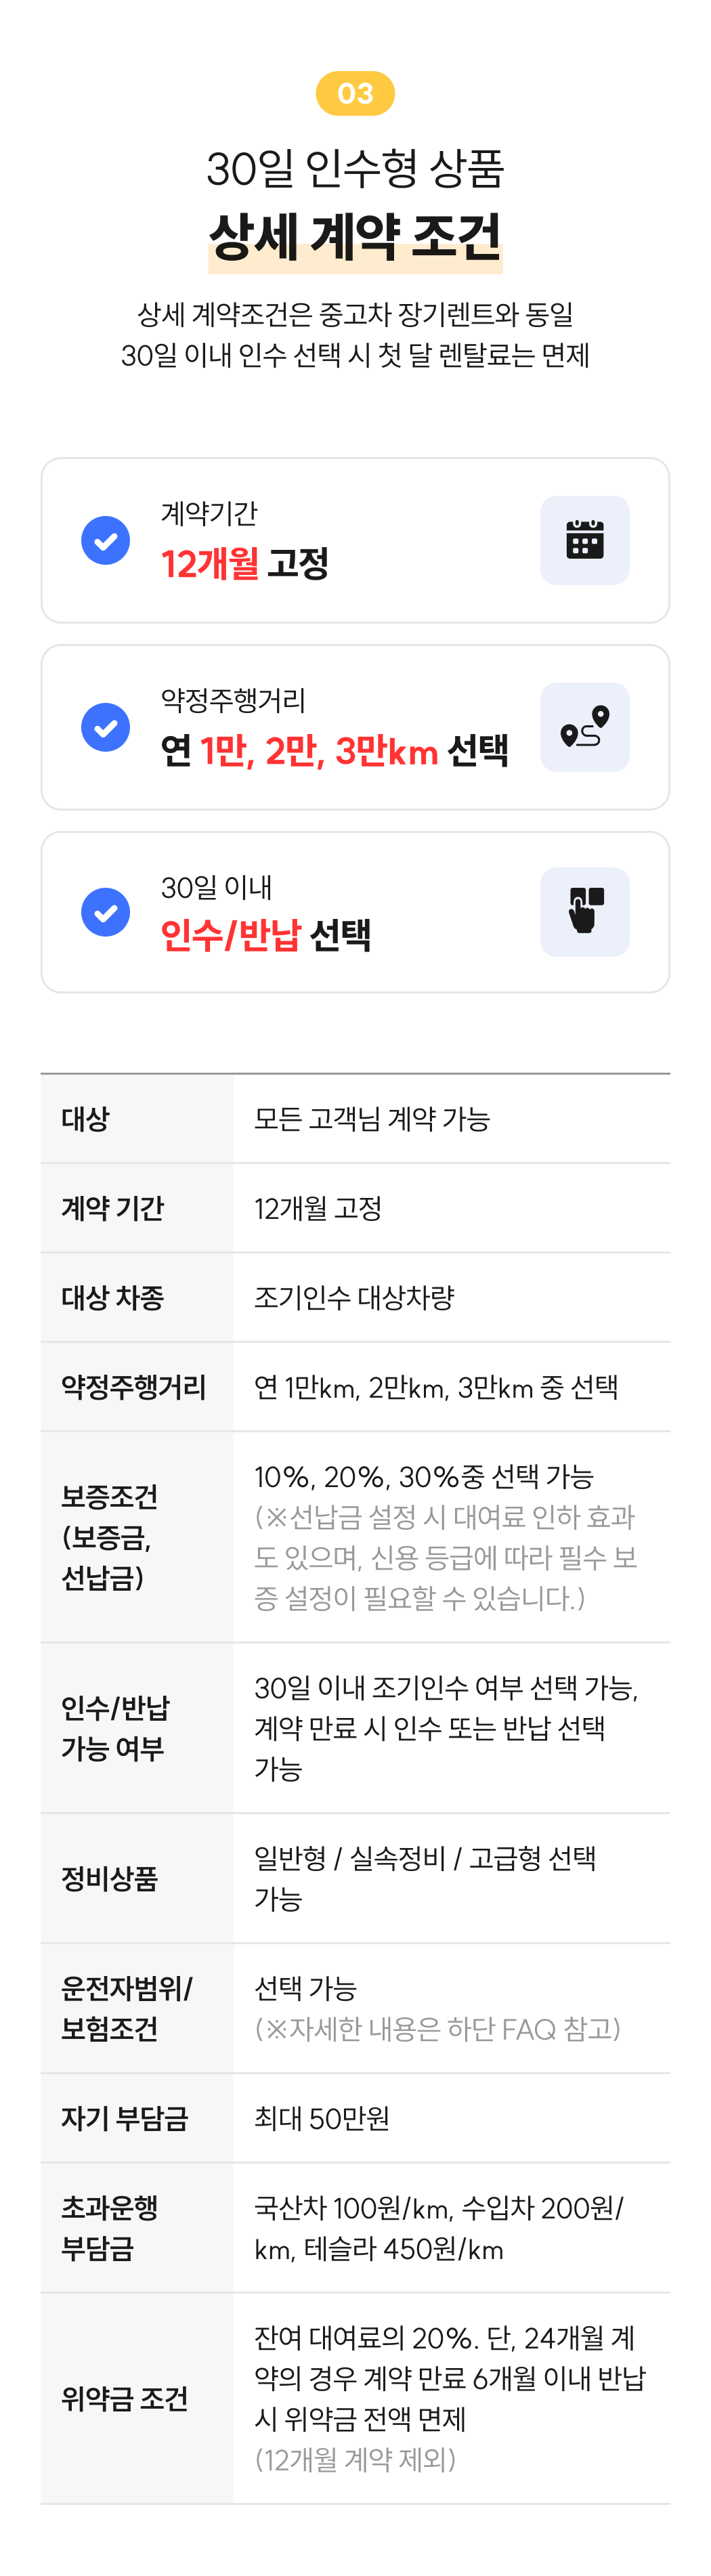 03
30일 인수형 상품
상세 계약 조건
상세 계약조건은 중고차 장기렌트와 동일
30일 이내 인수 선택 시 첫 달 렌탈료는 면제
계약기간
12개월 고정
약정주행거리
연 1만, 2만, 3만km 선택
30일 이내
인수/반납 선택
대상
모든 고객님 계약 가능
계약 기간
12개월 고정
대상 차종
조기인수 대상차량
약정주행거리
연 1만km, 2만km, 3만km 중 선택
보증조건
(보증금,
선납금)
10%, 20%, 30%중 선택 가능
(※선납금 설정 시 대여료 인하 효과
도 있으며, 신용 등급에 따라 필수 보
증 설정이 필요할 수 있습니다.)
인수/반납
가능 여부
30일 이내 조기인수 여부 선택 가능,
계약 만료 시 인수 또는 반납 선택
가능
정비상품
일반형 / 실속정비 / 고급형 선택
가능
운전자범위/
보험조건
선택 가능
(※자세한 내용은 하단 FAQ 참고)
자기 부담금
최대 50만원
초과운행
부담금
국산차 100원/km, 수입차 200원/
km, 테슬라 450원/km
위약금 조건
잔여 대여료의 20%. 단, 24개월 계
약의 경우 계약 만료 6개월 이내 반납
시 위약금 전액 면제
(12개월 계약 제외)